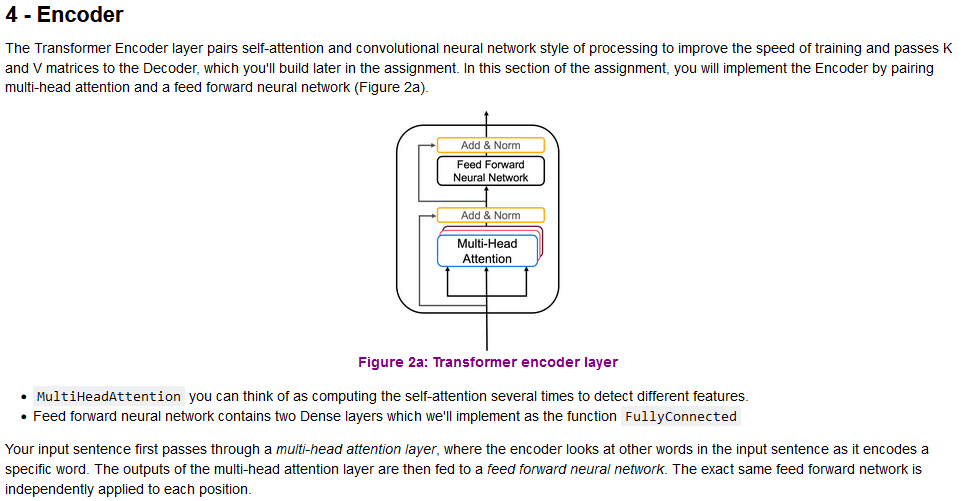 4 - Encoder
The Transformer Encoder layer pairs self-attention and convolutional neural network style of processing to improve the speed of training and passes K
and V matrices to the Decoder, which you'll build later in the assignment. In this section of the assignment, you will implement the Encoder by pairing
multi-head attention and a feed forward neural network (Figure 2a).
Add & Norm
Feed Forward
Neural Network
Add & Norm
Multi-Head
Attention
Figure 2a: Transformer encoder layer
• MultiHeadAttention you can think of as computing the self-attention several times to detect different features.
• Feed forward neural network contains two Dense layers which we'll implement as the function FullyConnected
Your input sentence first passes through a multi-head attention layer, where the encoder looks at other words in the input sentence as it encodes a
specific word. The outputs of the multi-head attention layer are then fed to a feed forward neural network. The exact same feed forward network is
independently applied to each position.